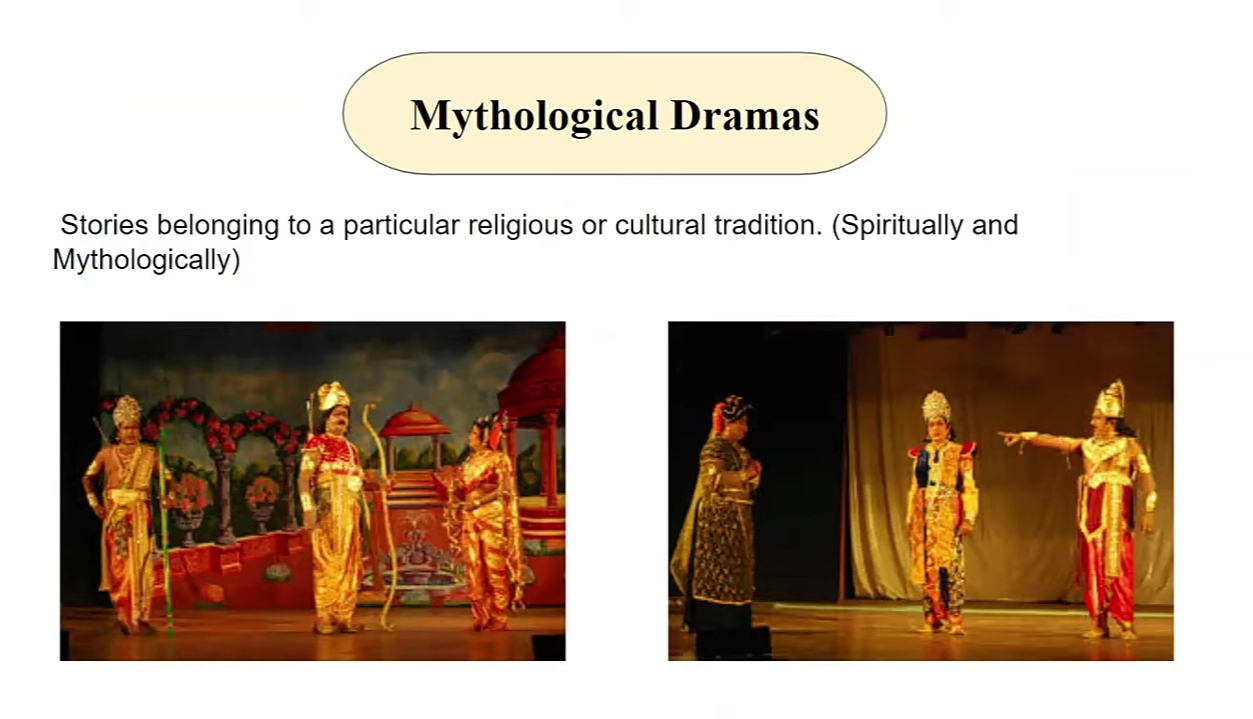 Mythological Dramas
Stories belonging to a particular religious or cultural tradition. (Spiritually and
Mythologically)